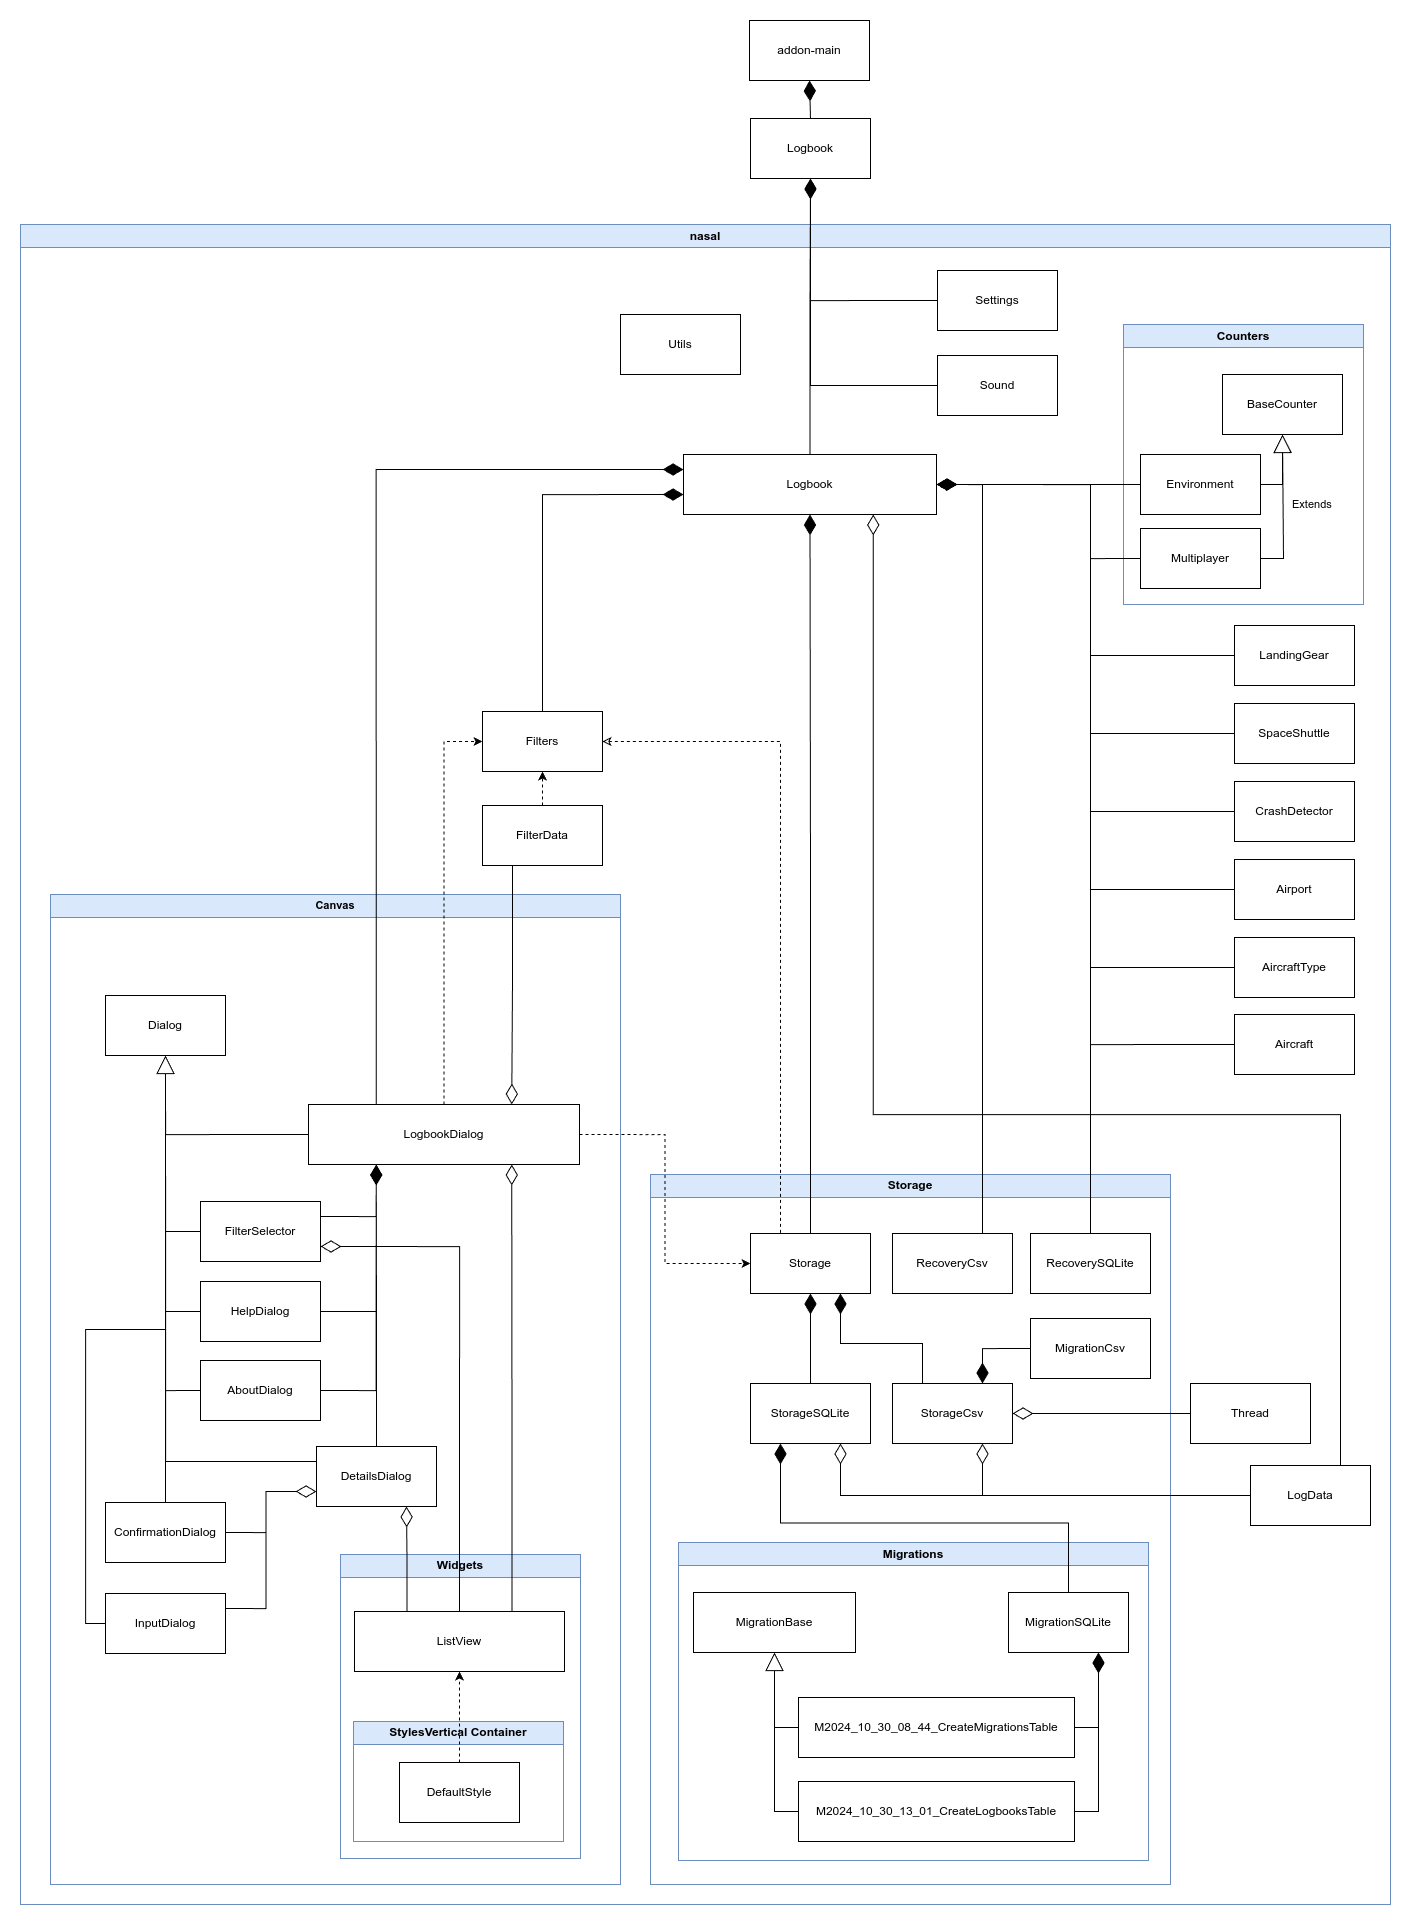 addon-main
Logbook
nasal
Settings
Utils
Counters
Sound
BaseCounter
Logbook
Environment
Extends
Multiplayer
LandingGear
SpaceShuttle
Filters
CrashDetector
FilterData
Airport
Canvas
AircraftType
Dialog
Aircraft
LogbookDialog
Storage
FilterSelector
Storage
RecoveryCsv
RecoverySQLite
HelpDialog
MigrationCsv
AboutDialog
StorageSQLite
StorageCsv
Thread
DetailsDialog
LogData
ConfirmationDialog
Migrations
Widgets
InputDialog
MigrationBase
MigrationSQLite
ListView
M2024_10_30_08_44_CreateMigrationsTable
StylesVertical Container
DefaultStyle
M2024_10_30_13_01_CreateLogbooksTable